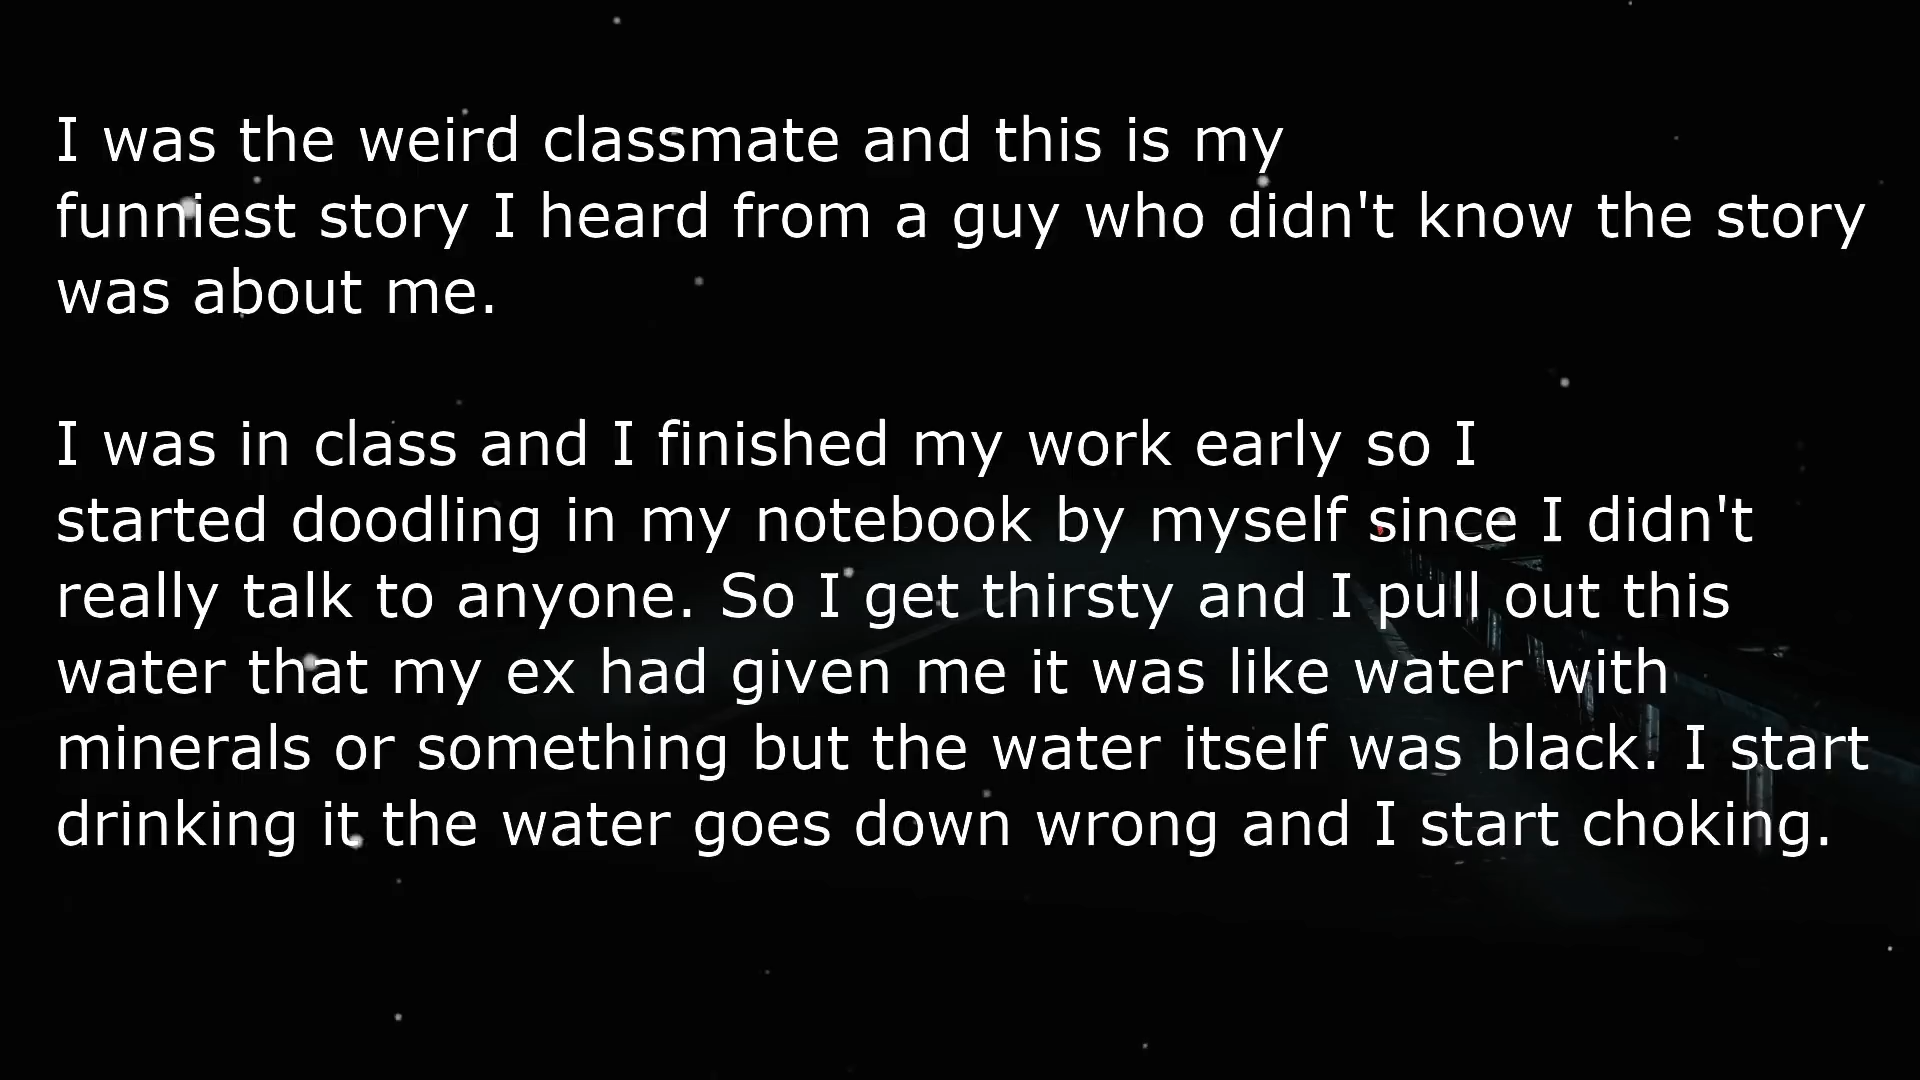 I was the weird classmate and this is my
funniest story I heard from a guy who didn't know the story
was about me.
I was in class and I finished my work early so I
started doodling in my notebook by myself since I didn't
really talk to anyone. So I get thirsty and I pull out this
water that my ex had given me it was like water with
minerals or something but the water itself was black. I start
drinking it the water goes down wrong and I start choking.